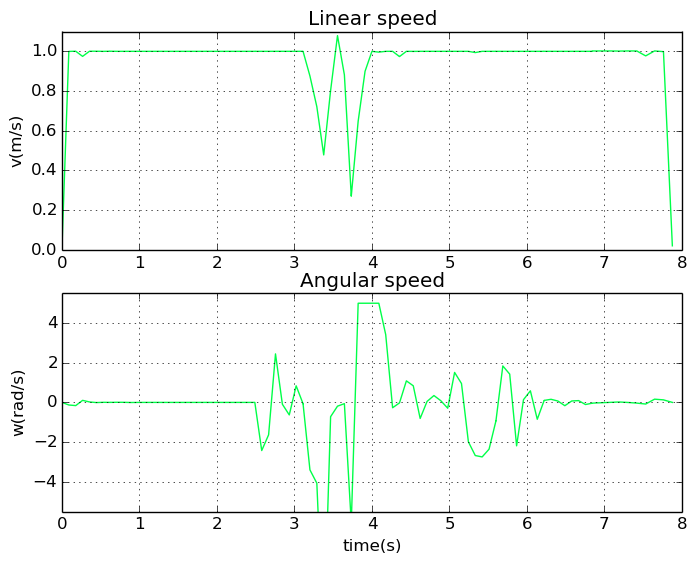 Linear speed
1.0
0.8
0.6
0.4
0.2
0.0
v(m/s)
0 1 2 3 4 5 6 7 8
Angular speed
4
2
0
−2
−4
w(rad/s)
0 1 2 3 4 5 6 7 8
time(s)